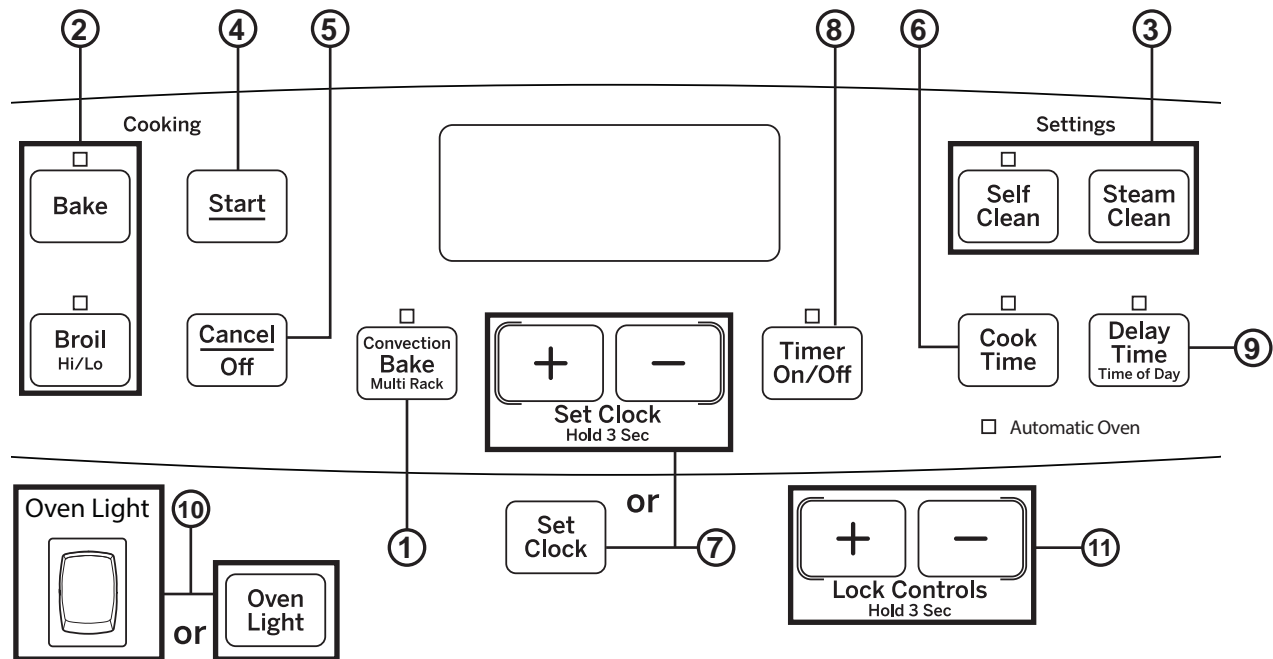 2
4
5
8
6
3
Cooking
Settings
Bake
Start
Self
Clean
Steam
Clean
Broil
Hi/Lo
Cancel
Off
Convection
Bake
Multi Rack
+
−
Set Clock
Hold 3 Sec
Timer
On/Off
Cook
Time
Delay
Time
Time of Day
9
Automatic Oven
Oven Light
10
or
Oven
Light
1
Set
Clock
or
7
+
−
Lock Controls
Hold 3 Sec
11